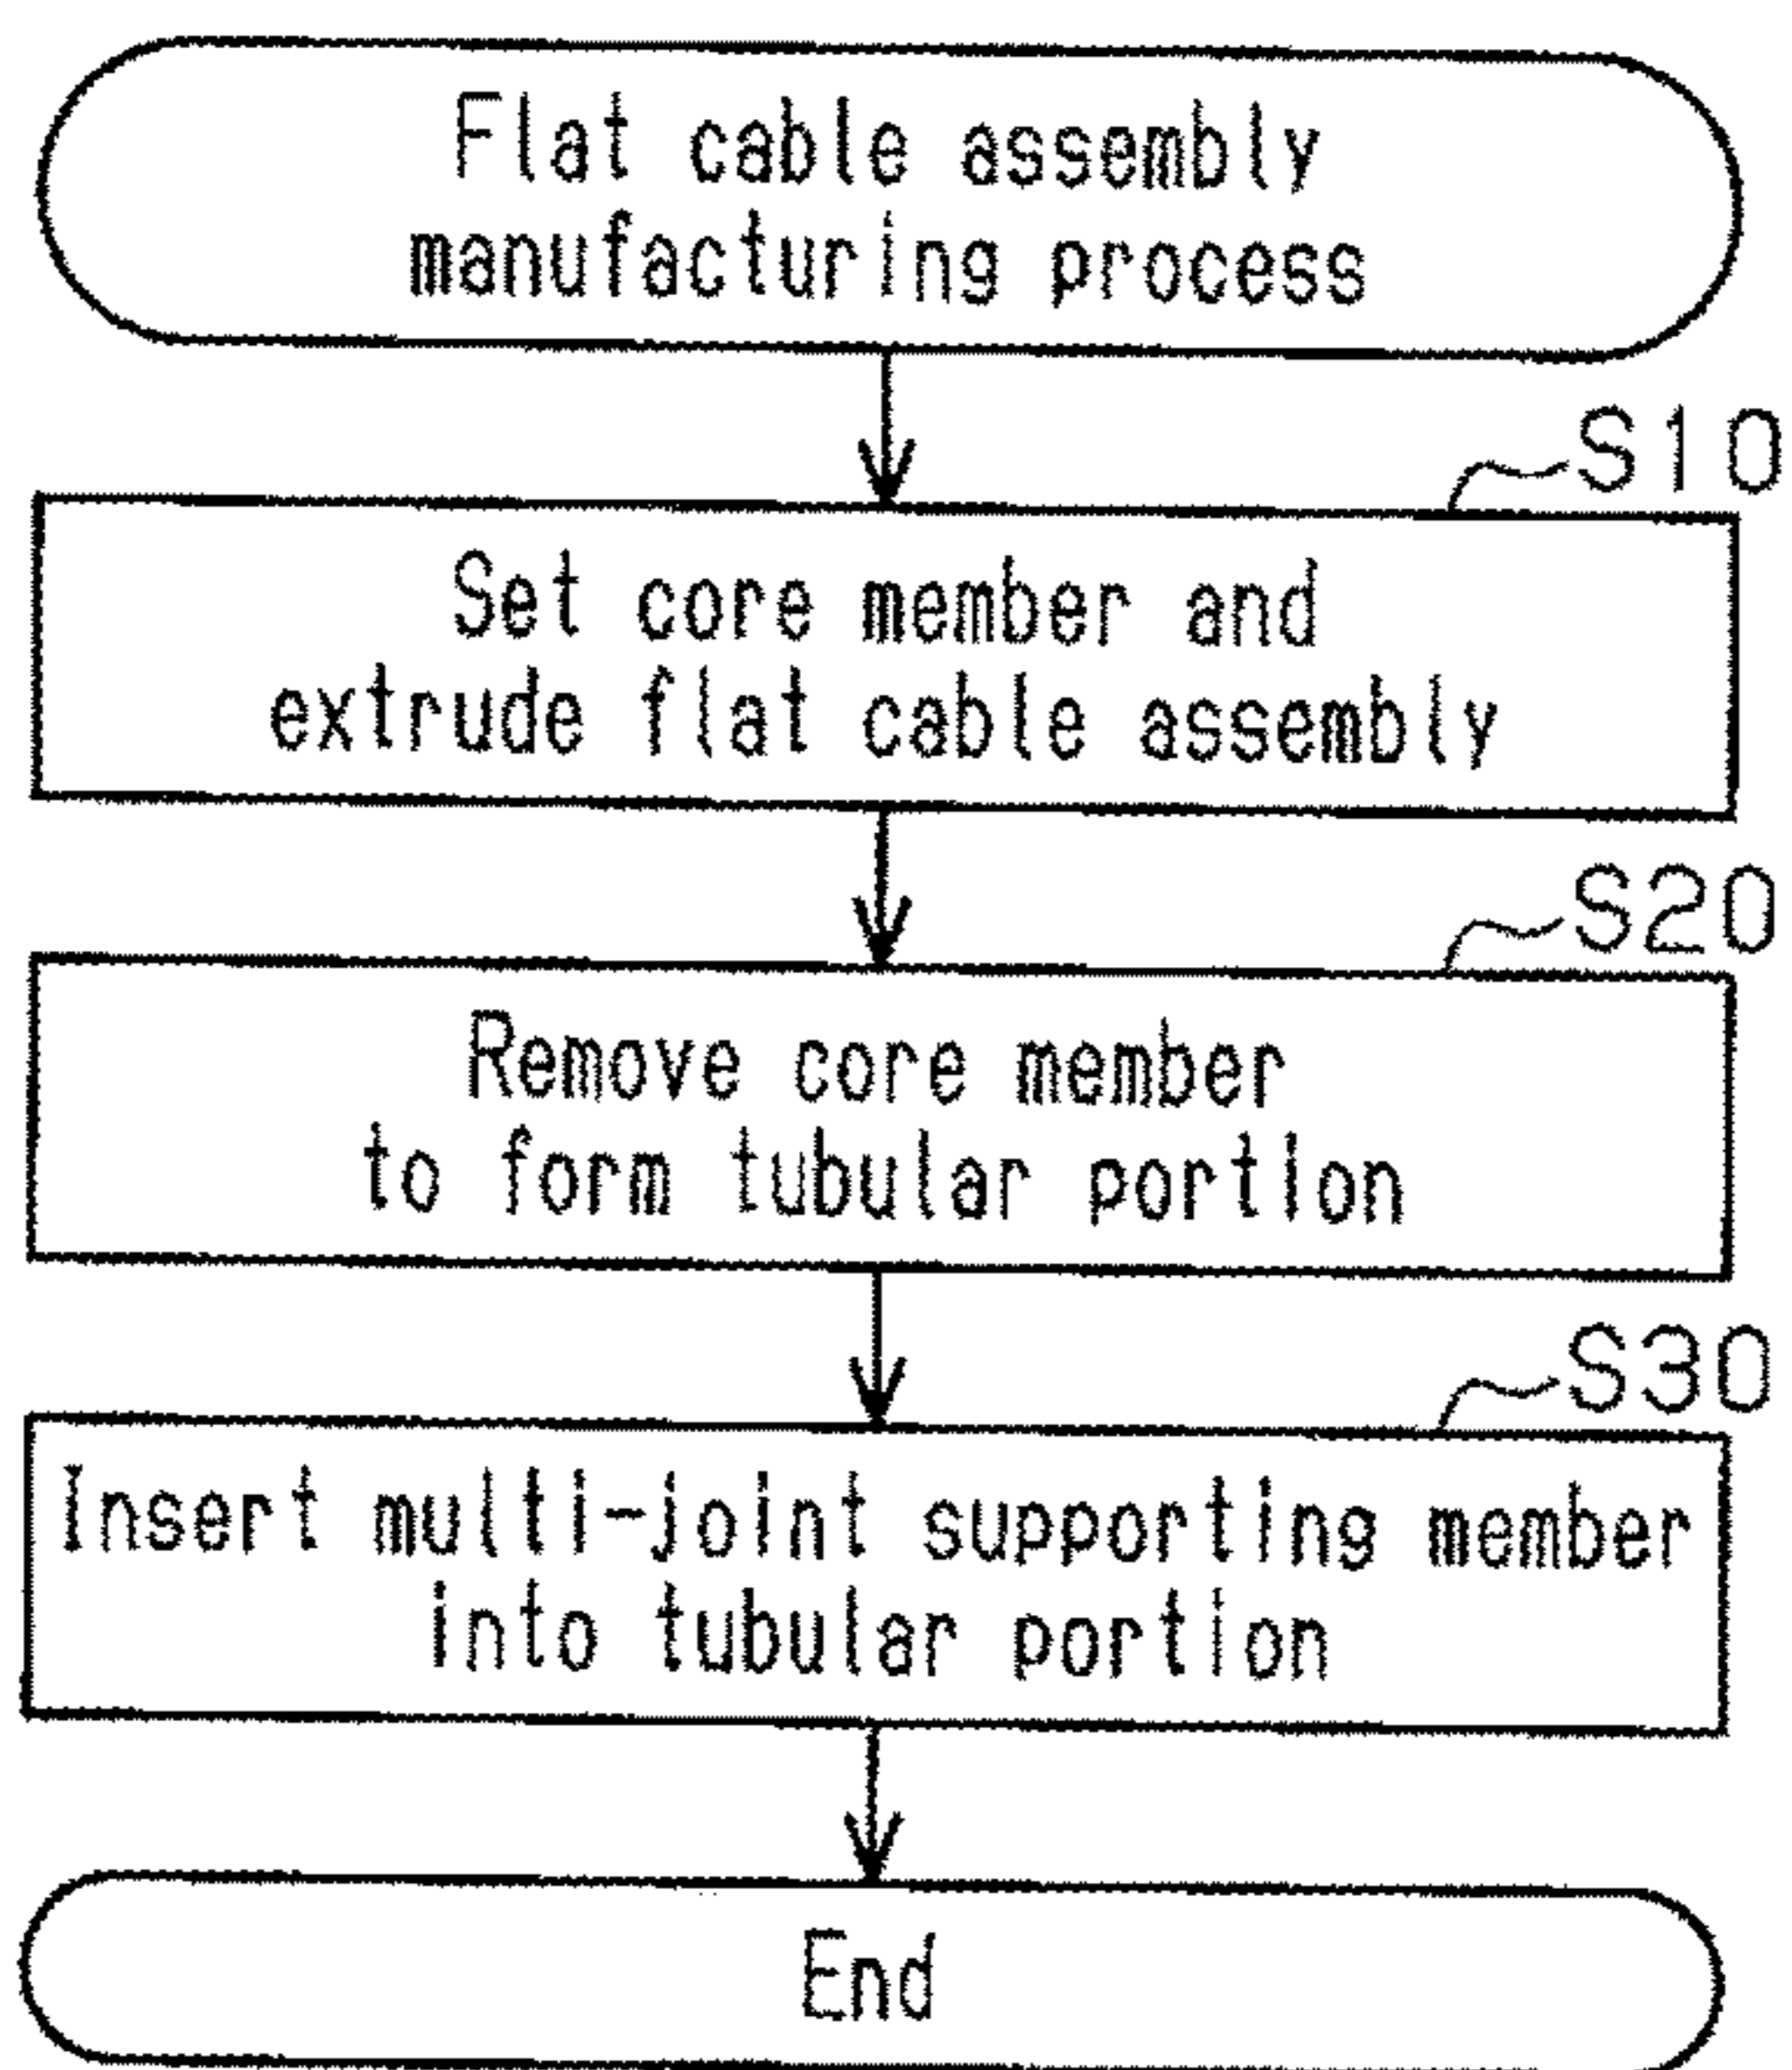 Flat cable assembly
manufacturing process
S10
Set core member and
extrude flat cable assembly
S20
Remove core member
to form tubular portion
S30
Insert multi-joint supporting member
into tubular portion
End